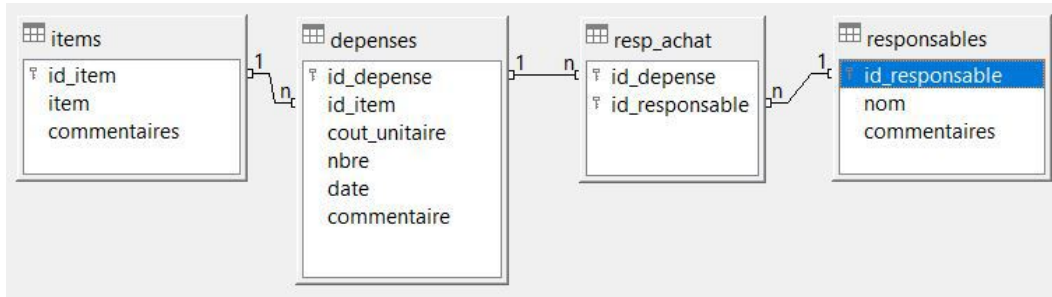 items
id_item
item
commentaires
1
n
depenses
id_depense
id_item
cout_unitaire
nbre
date
commentaire
1
n
resp_achat
id_depense
id_responsable
n
1
responsables
id_responsable
nom
commentaires